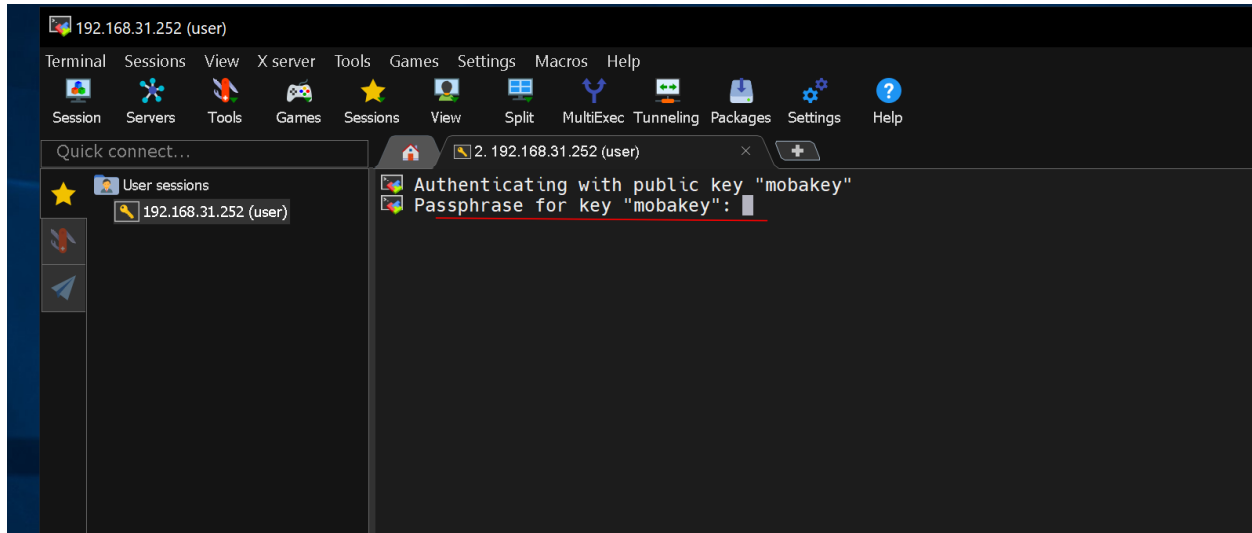 192.168.31.252 (user)
Terminal Sessions View X server Tools Games Settings Macros Help
Session Servers Tools Games Sessions View Split MultiExec Tunneling Packages Settings Help
Quick connect...
2. 192.168.31.252 (user)
User sessions
192.168.31.252 (user)
Authenticating with public key "mobakey"
Passphrase for key "mobakey":